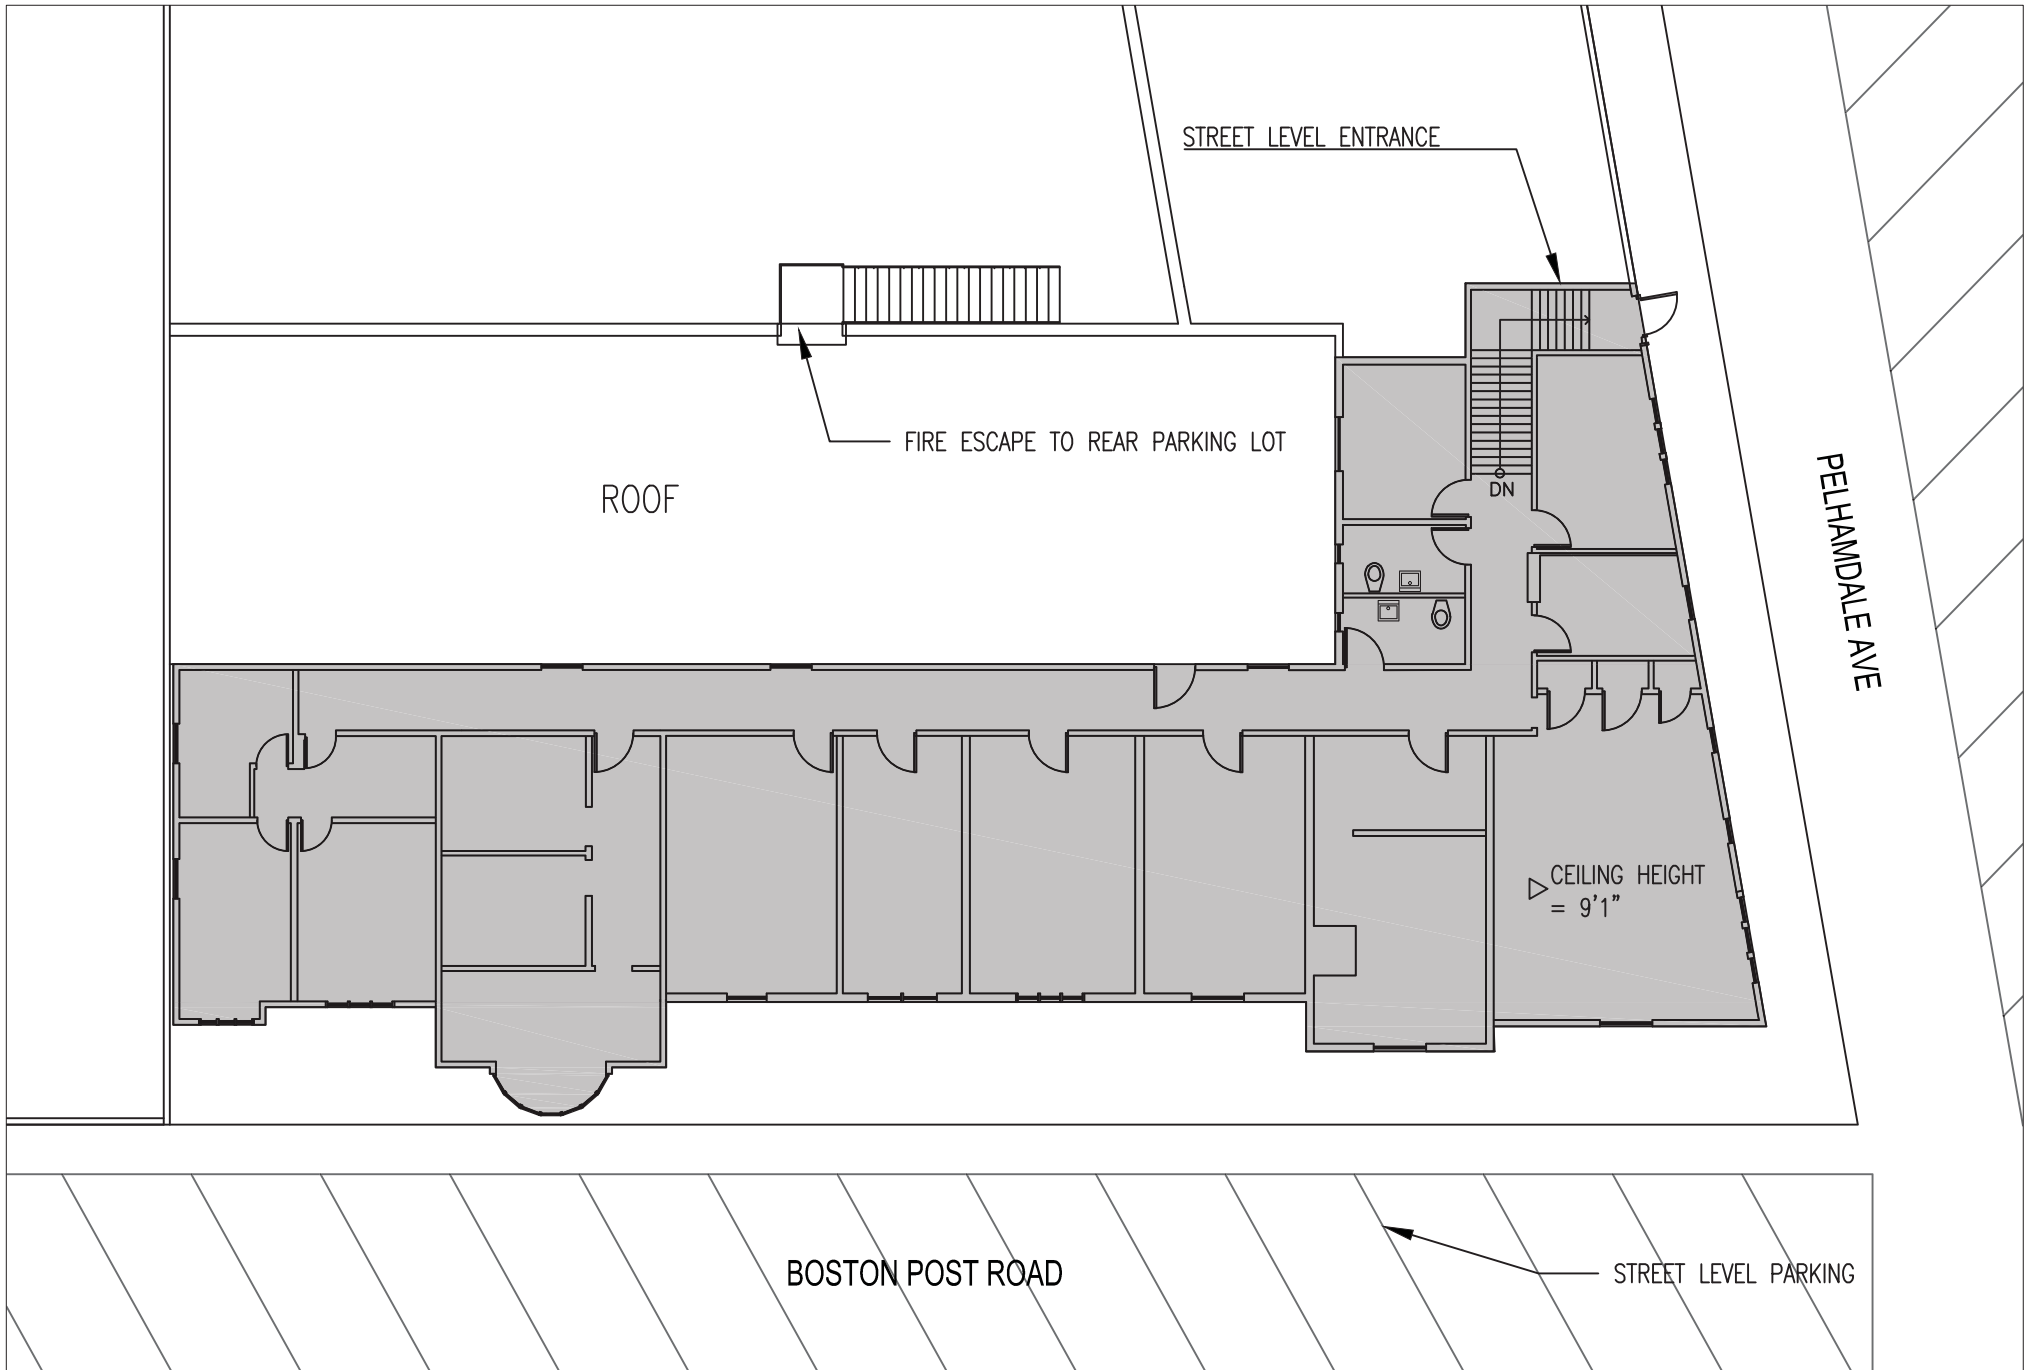 STREET LEVEL ENTRANCE
FIRE ESCAPE TO REAR PARKING LOT
ROOF
DN
PELHAMDALE AVE
CEILING HEIGHT
= 9'1"
BOSTON POST ROAD
STREET LEVEL PARKING